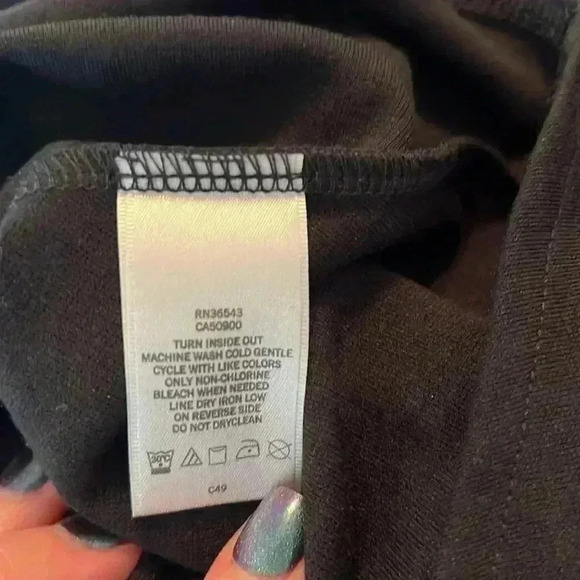 RN36543
CA50900
TURN INSIDE OUT
MACHINE WASH COLD GENTLE
CYCLE WITH LIKE COLORS
ONLY NON-CHLORINE
BLEACH WHEN NEEDED
LINE DRY IRON LOW
ON REVERSE SIDE
DO NOT DRYCLEAN
30°C
C49